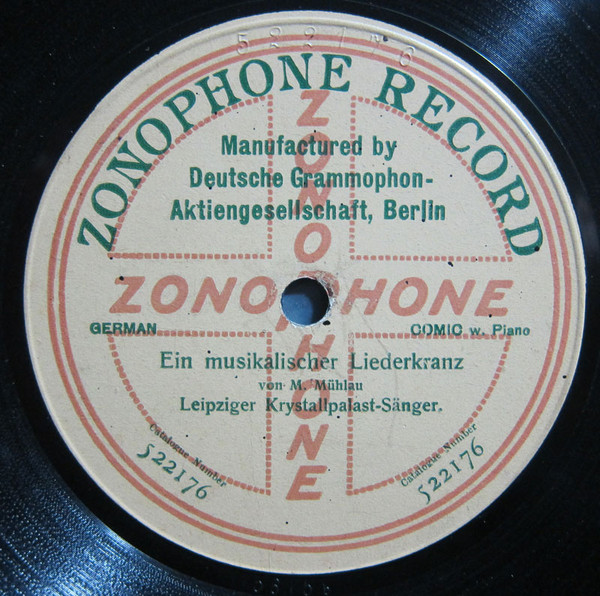 522176
ZONOPHONE RECORD
Manufactured by
Deutsche Grammophon-
Aktiengesellschaft, Berlin
ZONOPHONE
ZONOPHONE
GERMAN
COMIC w. Piano
Ein musikalischer Liederkranz
von M. Mühlau
Leipziger Krystallpalast-Sänger.
Catalogue Number
522176
Catalogue Number
522176